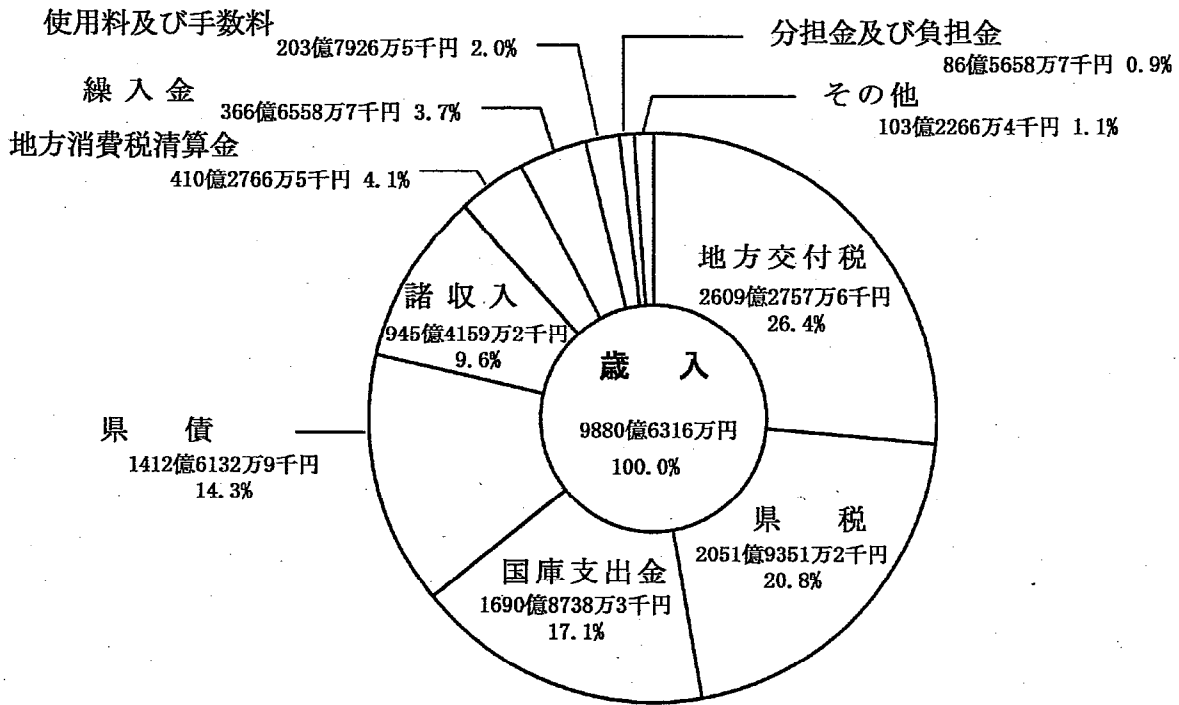 使用料及び手数料
203億7926万5千円 2.0%
分担金及び負担金
86億5658万7千円 0.9%
繰入金
366億6558万7千円 3.7%
その他
103億2266万4千円 1.1%
地方消費税清算金
410億2766万5千円 4.1%
地方交付税
2609億2757万6千円
26.4%
諸収入
945億4159万2千円
9.6%
歳入
9880億6316万円
100.0%
県債
1412億6132万9千円
14.3%
県税
2051億9351万2千円
20.8%
国庫支出金
1690億8738万3千円
17.1%